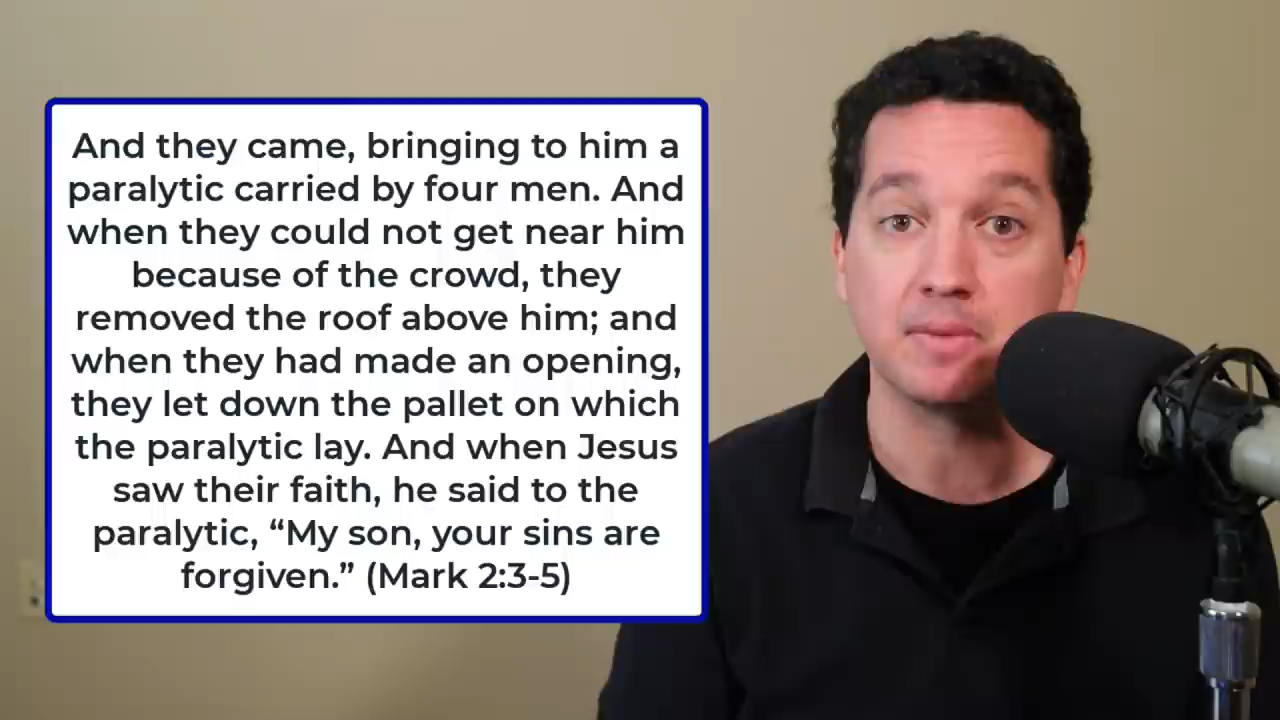 And they came, bringing to him a
paralytic carried by four men. And
when they could not get near him
because of the crowd, they
removed the roof above him; and
when they had made an opening,
they let down the pallet on which
the paralytic lay. And when Jesus
saw their faith, he said to the
paralytic, “My son, your sins are
forgiven.” (Mark 2:3-5)